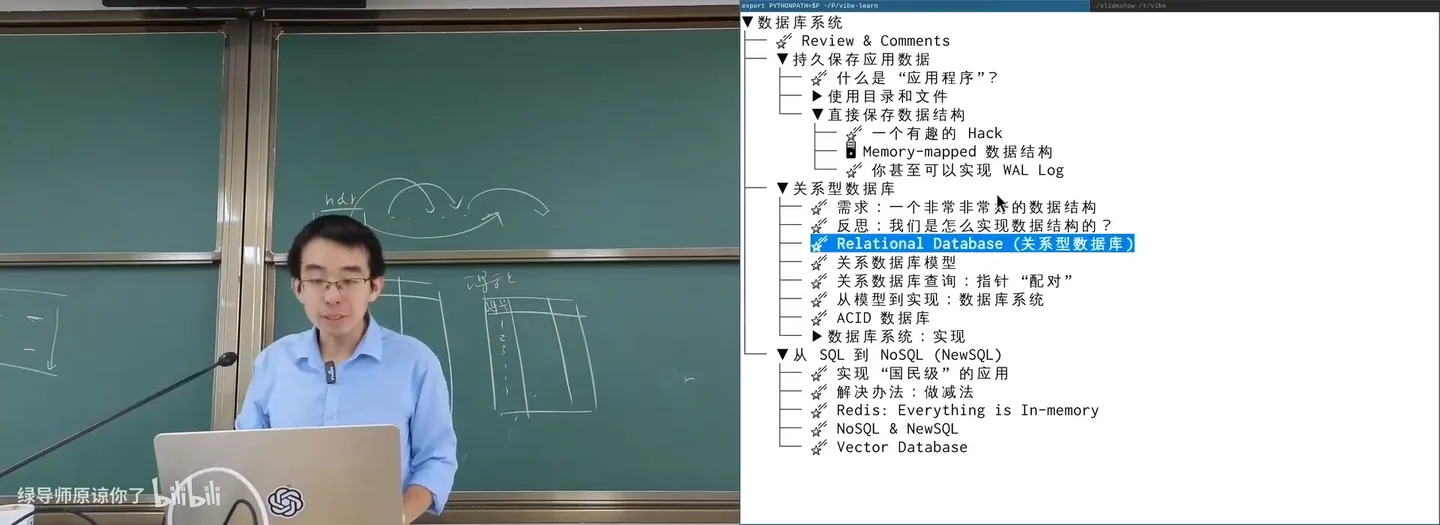 hdr
1
2
3
绿导师原谅你了 bilibili
export PYTHONPATH=$P ~/P/vibe-learn
./slideshow /t/vibe
▼数据库系统
Review & Comments
▼持久保存应用数据
什么是 “应用程序”？
▶使用目录和文件
▼直接保存数据结构
一个有趣的 Hack
Memory-mapped 数据结构
你甚至可以实现 WAL Log
▼关系型数据库
需求：一个非常非常好的数据结构
反思：我们是怎么实现数据结构的？
Relational Database (关系型数据库)
关系数据库模型
关系数据库查询：指针 “配对”
从模型到实现：数据库系统
ACID 数据库
▶数据库系统：实现
▼从 SQL 到 NoSQL (NewSQL)
实现 “国民级” 的应用
解决办法：做减法
Redis: Everything is In-memory
NoSQL & NewSQL
Vector Database